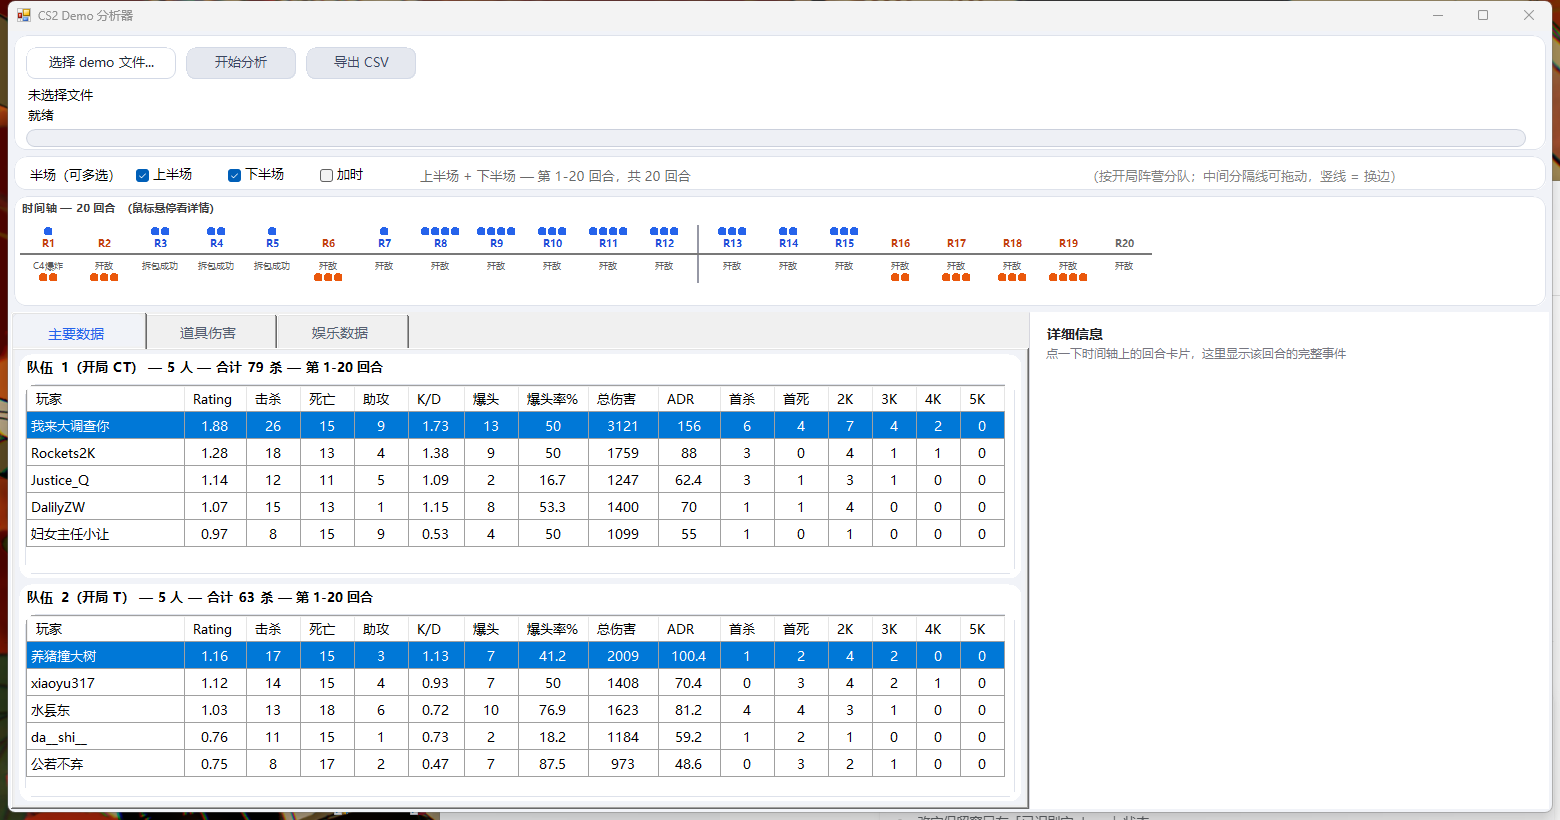 CS2 Demo 分析器
选择 demo 文件... 开始分析 导出 CSV
未选择文件
就绪
半场（可多选） 上半场 下半场 加时 上半场 + 下半场 — 第 1-20 回合，共 20 回合 （按开局阵营分队；中间分隔线可拖动，竖线 = 换边）
时间轴 — 20 回合 （鼠标悬停看详情）
R1 R2 R3 R4 R5 R6 R7 R8 R9 R10 R11 R12 R13 R14 R15 R16 R17 R18 R19 R20
C4爆炸 歼敌 拆包成功 拆包成功 拆包成功 歼敌 歼敌 歼敌 歼敌 歼敌 歼敌 歼敌 歼敌 歼敌 歼敌 歼敌 歼敌 歼敌 歼敌 歼敌
主要数据 道具伤害 娱乐数据
队伍 1（开局 CT） — 5 人 — 合计 79 杀 — 第 1-20 回合
玩家 Rating 击杀 死亡 助攻 K/D 爆头 爆头率% 总伤害 ADR 首杀 首死 2K 3K 4K 5K
我来大调查你 1.88 26 15 9 1.73 13 50 3121 156 6 4 7 4 2 0
Rockets2K 1.28 18 13 4 1.38 9 50 1759 88 3 0 4 1 1 0
Justice_Q 1.14 12 11 5 1.09 2 16.7 1247 62.4 3 1 3 1 0 0
DalilyZW 1.07 15 13 1 1.15 8 53.3 1400 70 1 1 4 0 0 0
妇女主任小让 0.97 8 15 9 0.53 4 50 1099 55 1 0 1 0 0 0
队伍 2（开局 T） — 5 人 — 合计 63 杀 — 第 1-20 回合
玩家 Rating 击杀 死亡 助攻 K/D 爆头 爆头率% 总伤害 ADR 首杀 首死 2K 3K 4K 5K
养猪撞大树 1.16 17 15 3 1.13 7 41.2 2009 100.4 1 2 4 2 0 0
xiaoyu317 1.12 14 15 4 0.93 7 50 1408 70.4 0 3 4 2 1 0
水县东 1.03 13 18 6 0.72 10 76.9 1623 81.2 4 4 3 1 0 0
da__shi__ 0.76 11 15 1 0.73 2 18.2 1184 59.2 1 2 1 0 0 0
公若不弃 0.75 8 17 2 0.47 7 87.5 973 48.6 0 3 2 1 0 0
详细信息
点一下时间轴上的回合卡片，这里显示该回合的完整事件